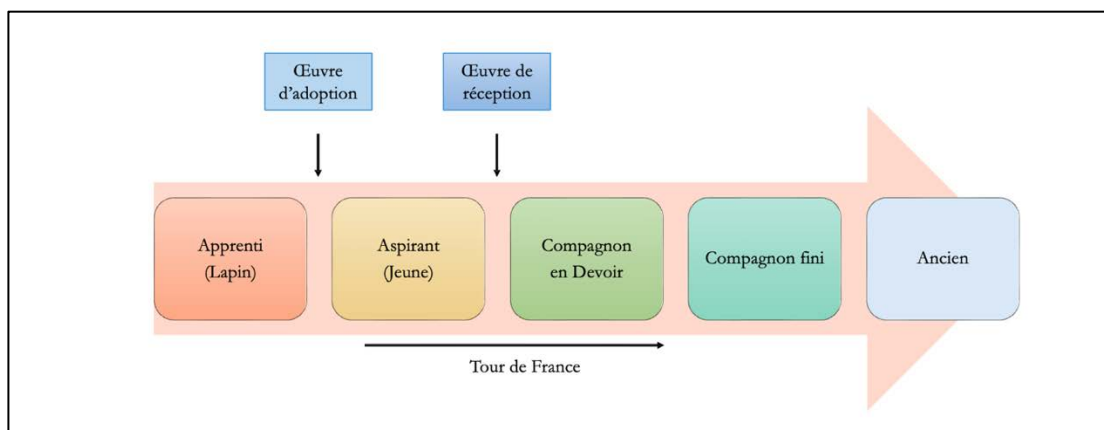 Œuvre
d’adoption
Œuvre de
réception
Apprenti
(Lapin)
Aspirant
(Jeune)
Compagnon
en Devoir
Compagnon fini
Ancien
Tour de France